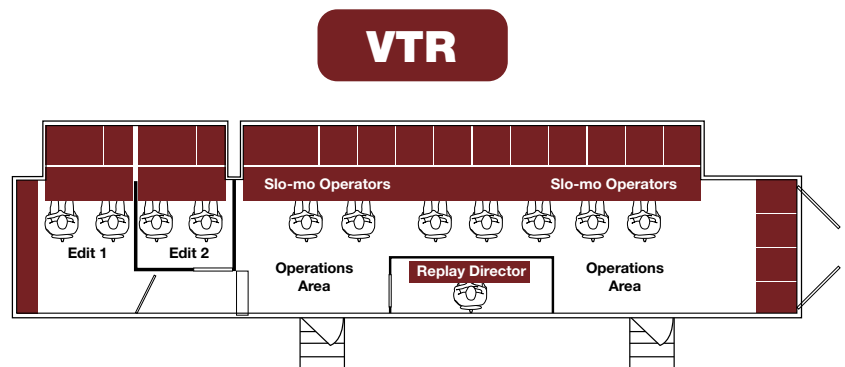 VTR
Slo-mo Operators
Slo-mo Operators
Edit 1
Edit 2
Operations
Area
Replay Director
Operations
Area